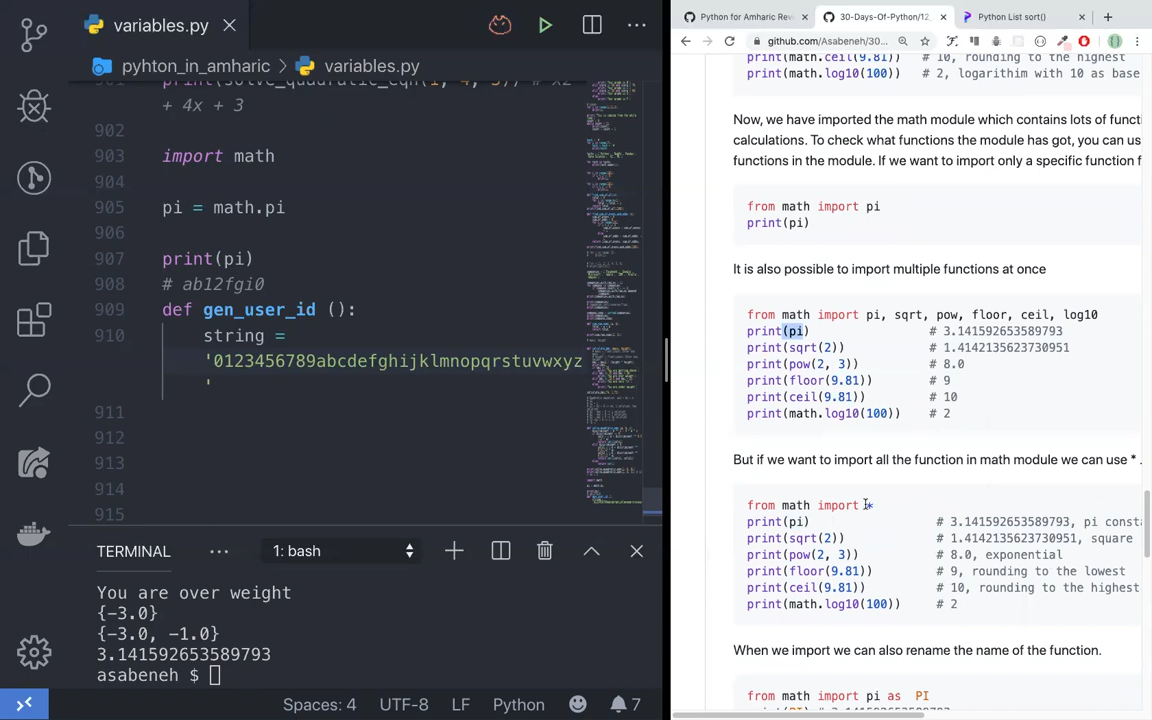 variables.py
pyhton_in_amharic > variables.py
+ 4x + 3
902
903 import math
904
905 pi = math.pi
906
907 print(pi)
908 # ab12fgi0
909 def gen_user_id ():
910 string =
'0123456789abcdefghijklmnopqrstuvwxyz
'
911
912
913
914
915
TERMINAL
1: bash
You are over weight
{-3.0}
{-3.0, -1.0}
3.141592653589793
asabeneh $
Spaces: 4
UTF-8
LF
Python
7
Python for Amharic Rev
30-Days-Of-Python/12_
Python List sort()
github.com/Asabeneh/30...
print(math.ceil(9.81)) # 10, rounding to the highest
print(math.log10(100)) # 2, logarithim with 10 as base
Now, we have imported the math module which contains lots of funct
calculations. To check what functions the module has got, you can us
functions in the module. If we want to import only a specific function f
from math import pi
print(pi)
It is also possible to import multiple functions at once
from math import pi, sqrt, pow, floor, ceil, log10
print(pi) # 3.141592653589793
print(sqrt(2)) # 1.4142135623730951
print(pow(2, 3)) # 8.0
print(floor(9.81)) # 9
print(ceil(9.81)) # 10
print(math.log10(100)) # 2
But if we want to import all the function in math module we can use * .
from math import *
print(pi) # 3.141592653589793, pi const
print(sqrt(2)) # 1.4142135623730951, square
print(pow(2, 3)) # 8.0, exponential
print(floor(9.81)) # 9, rounding to the lowest
print(ceil(9.81)) # 10, rounding to the highest
print(math.log10(100)) # 2
When we import we can also rename the name of the function.
from math import pi as PI